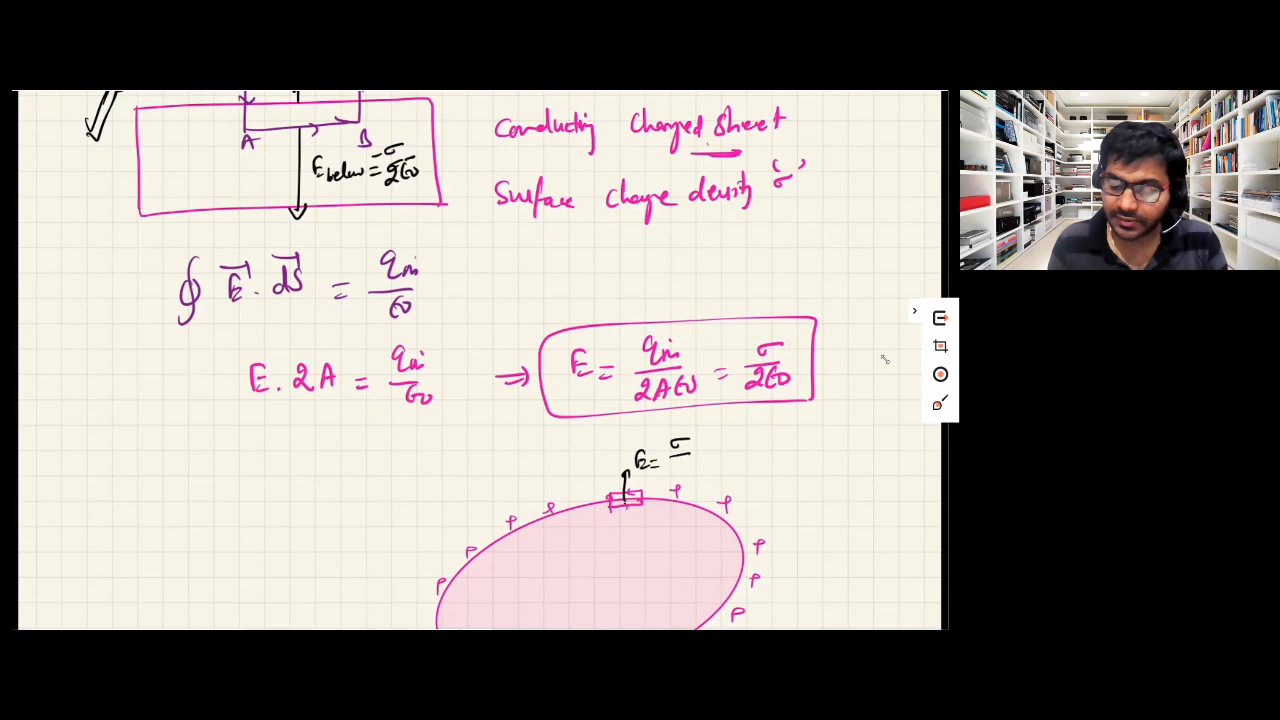 Conducting Charged Sheet
A B
E below = σ/2ε₀
Surface charge density 'σ'
∮ E⃗ . dS⃗ = q_in/ε₀
E . 2A = q_in/ε₀ ⇒ E = q_in/2Aε₀ = σ/2ε₀
E = σ